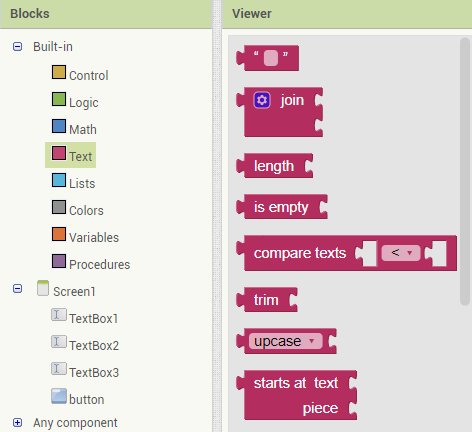 Blocks
Built-in
Control
Logic
Math
Text
Lists
Colors
Variables
Procedures
Screen1
TextBox1
TextBox2
TextBox3
button
Any component
Viewer
“ ”
join
length
is empty
compare texts <
trim
upcase
starts at text
piece